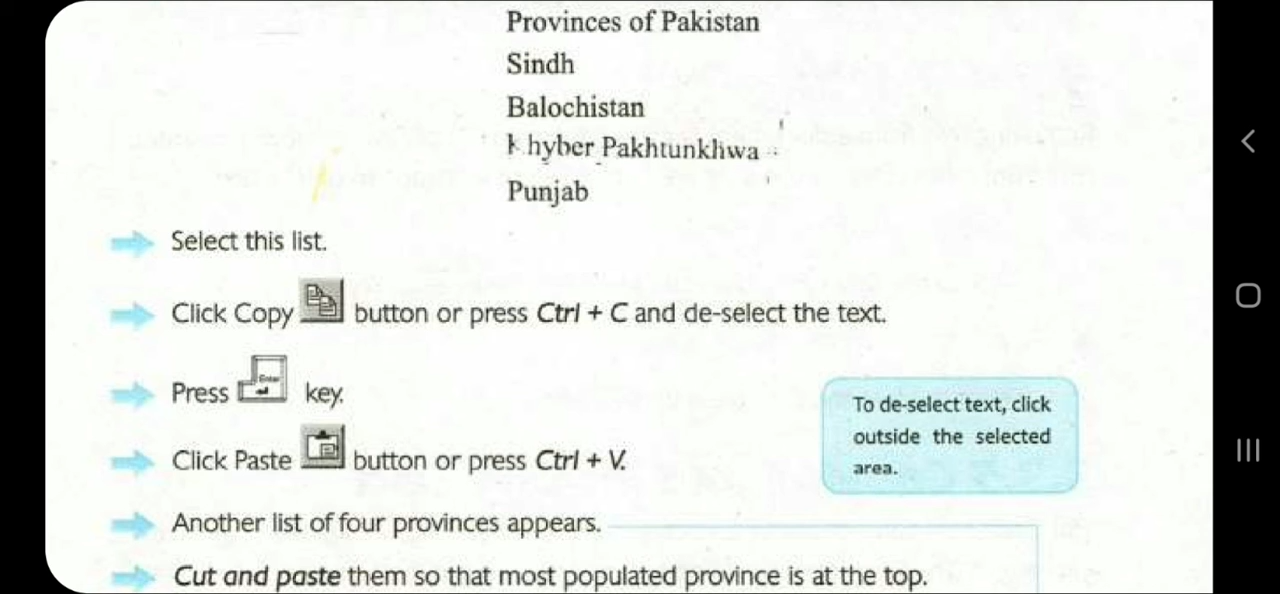 Provinces of Pakistan
Sindh
Balochistan
Khyber Pakhtunkhwa
Punjab
Select this list.
Click Copy button or press Ctrl + C and de-select the text.
Press Enter key.
Click Paste button or press Ctrl + V.
To de-select text, click
outside the selected
area.
Another list of four provinces appears.
Cut and paste them so that most populated province is at the top.